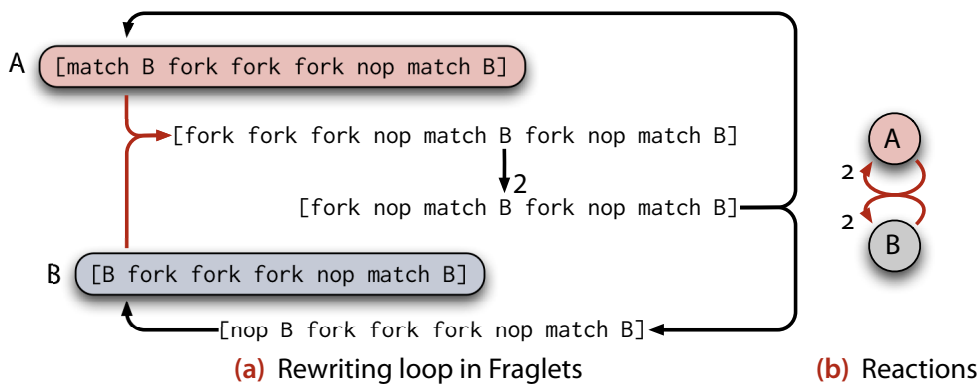 A
[match B fork fork fork nop match B]
[fork fork fork nop match B fork nop match B]
2
[fork nop match B fork nop match B]
B
[B fork fork fork nop match B]
[nop B fork fork fork nop match B]
(a) Rewriting loop in Fraglets
A
2
2
B
(b) Reactions